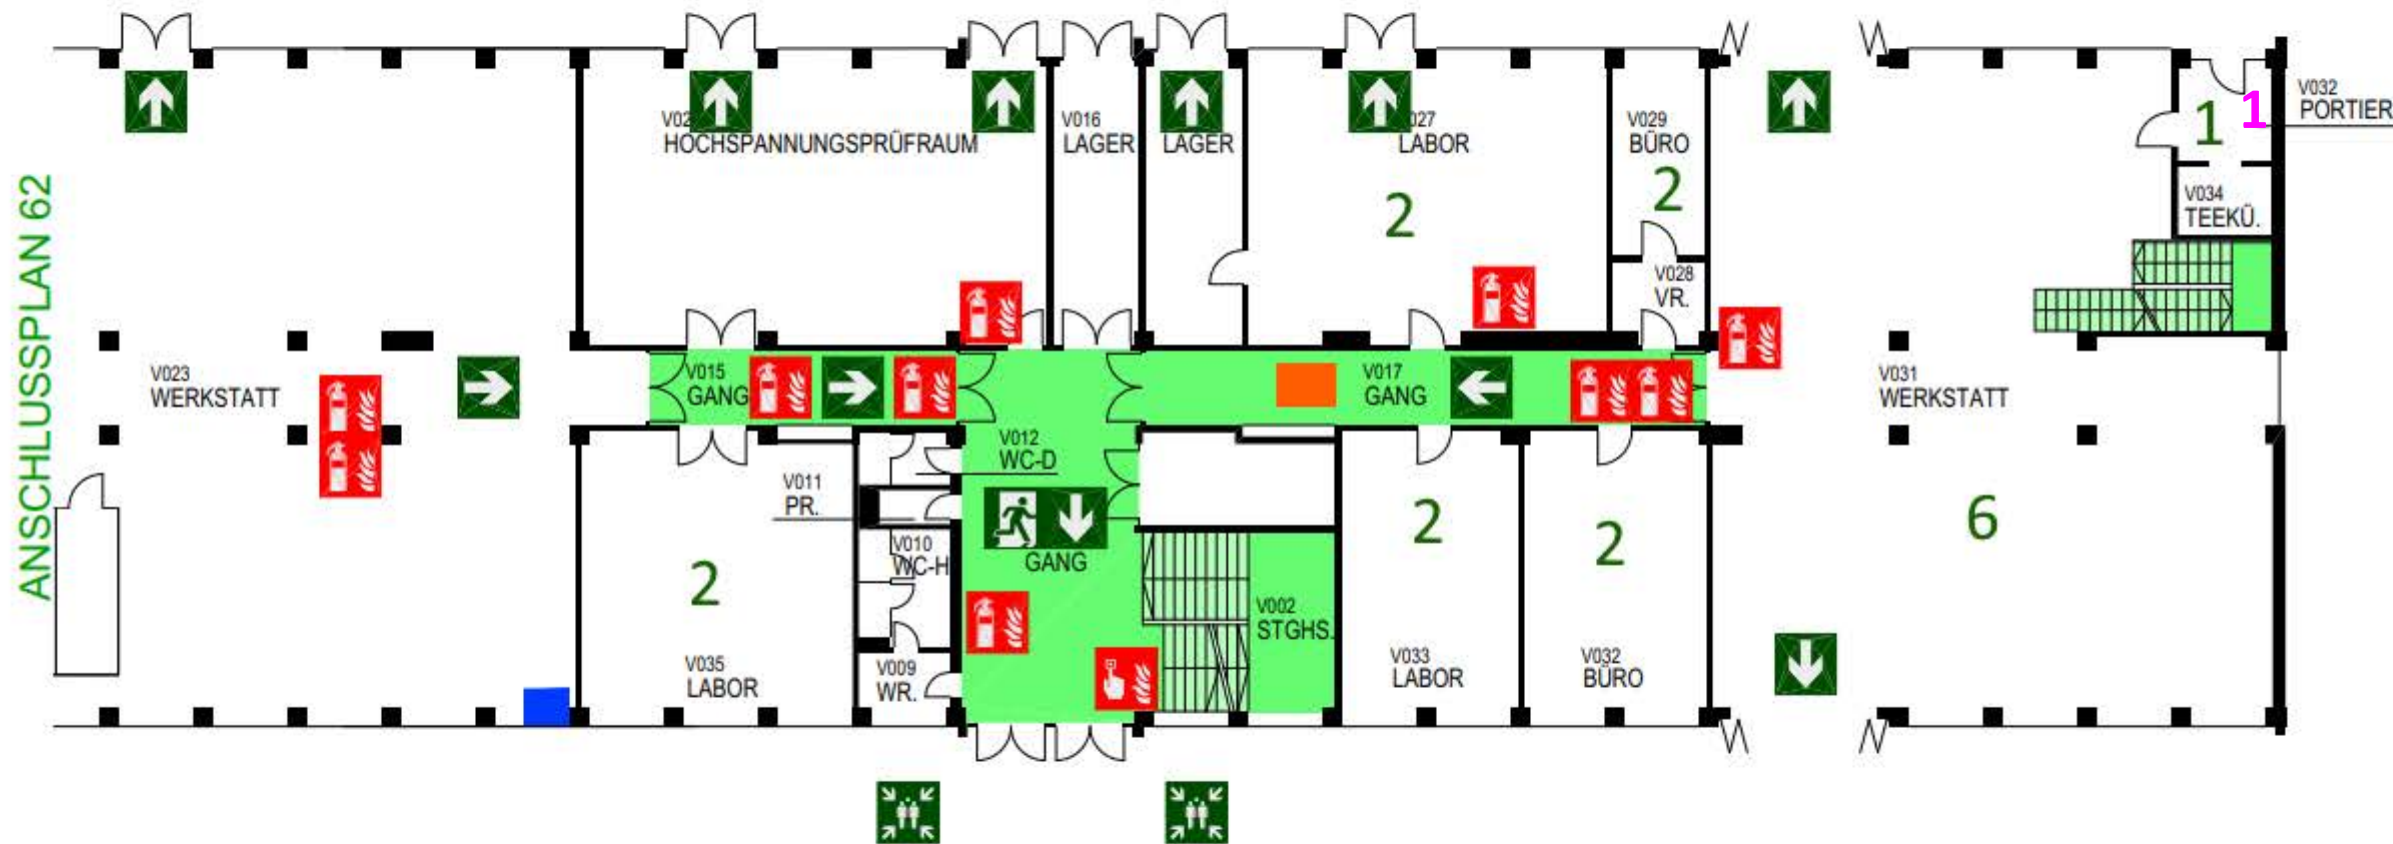 ANSCHLUSSPLAN 62
HOCHSPANNUNGSPRÜFRAUM
V016
LAGER
LAGER
LABOR
2
V029
BÜRO
2
V028
VR.
1
1
V032
PORTIER
V034
TEEKÜ.
V023
WERKSTATT
V015
GANG
V017
GANG
V031
WERKSTATT
V012
WC-D
V011
PR.
V010
WC-H
GANG
2
V035
LABOR
V009
WR.
V002
STGHS.
2
V033
LABOR
2
V032
BÜRO
6